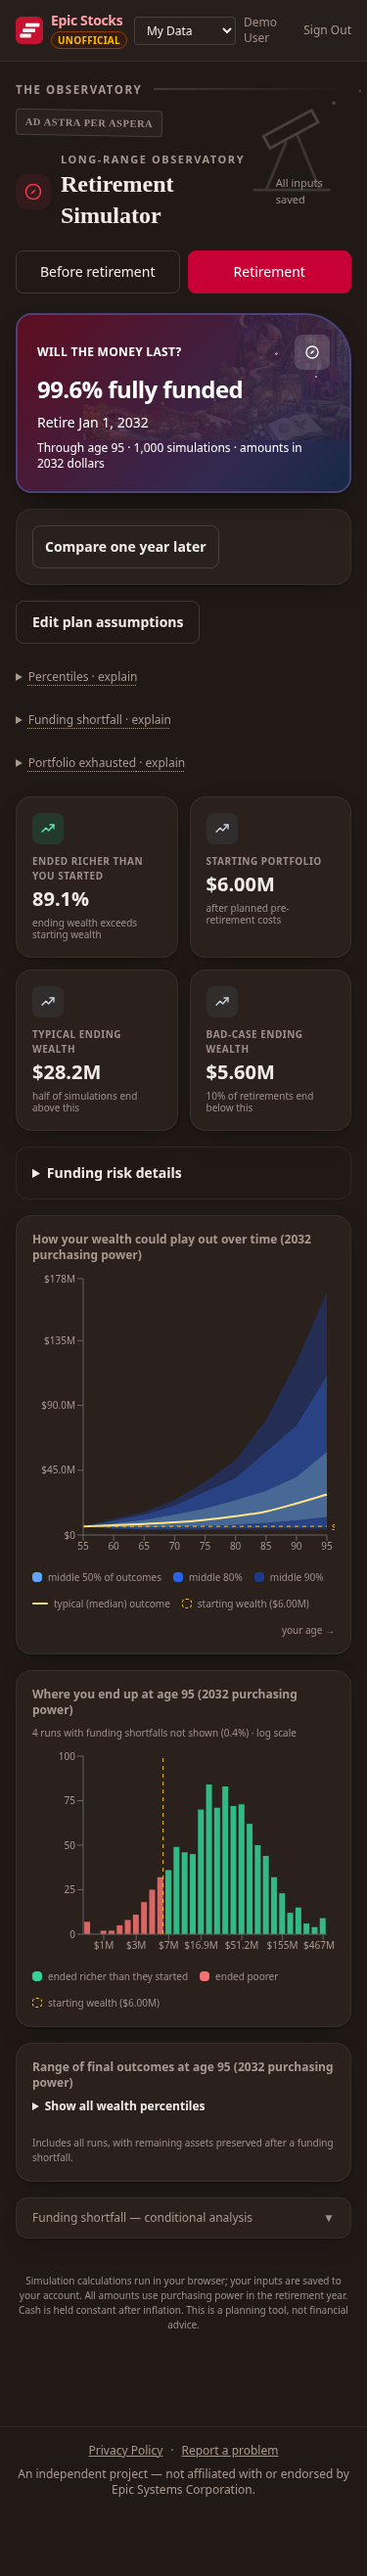 Epic Stocks
UNOFFICIAL
My Data
Demo User
Sign Out
THE OBSERVATORY
AD ASTRA PER ASPERA
LONG-RANGE OBSERVATORY
Retirement
Simulator
All inputs
saved
Before retirement
Retirement
WILL THE MONEY LAST?
99.6% fully funded
Retire Jan 1, 2032
Through age 95 · 1,000 simulations · amounts in
2032 dollars
Compare one year later
Edit plan assumptions
Percentiles · explain
Funding shortfall · explain
Portfolio exhausted · explain
ENDED RICHER THAN
YOU STARTED
89.1%
ending wealth exceeds
starting wealth
STARTING PORTFOLIO
$6.00M
after planned pre-
retirement costs
TYPICAL ENDING
WEALTH
$28.2M
half of simulations end
above this
BAD-CASE ENDING
WEALTH
$5.60M
10% of retirements end
below this
Funding risk details
How your wealth could play out over time (2032
purchasing power)
$178M
$135M
$90.0M
$45.0M
$0
55 60 65 70 75 80 85 90 95
middle 50% of outcomes middle 80% middle 90%
typical (median) outcome starting wealth ($6.00M)
your age →
Where you end up at age 95 (2032 purchasing
power)
4 runs with funding shortfalls not shown (0.4%) · log scale
100
75
50
25
0
$1M $3M $7M $16.9M $51.2M $155M $467M
ended richer than they started ended poorer
starting wealth ($6.00M)
Range of final outcomes at age 95 (2032 purchasing
power)
Show all wealth percentiles
Includes all runs, with remaining assets preserved after a funding
shortfall.
Funding shortfall — conditional analysis
Simulation calculations run in your browser; your inputs are saved to
your account. All amounts use purchasing power in the retirement year.
Cash is held constant after inflation. This is a planning tool, not financial
advice.
Privacy Policy · Report a problem
An independent project — not affiliated with or endorsed by
Epic Systems Corporation.